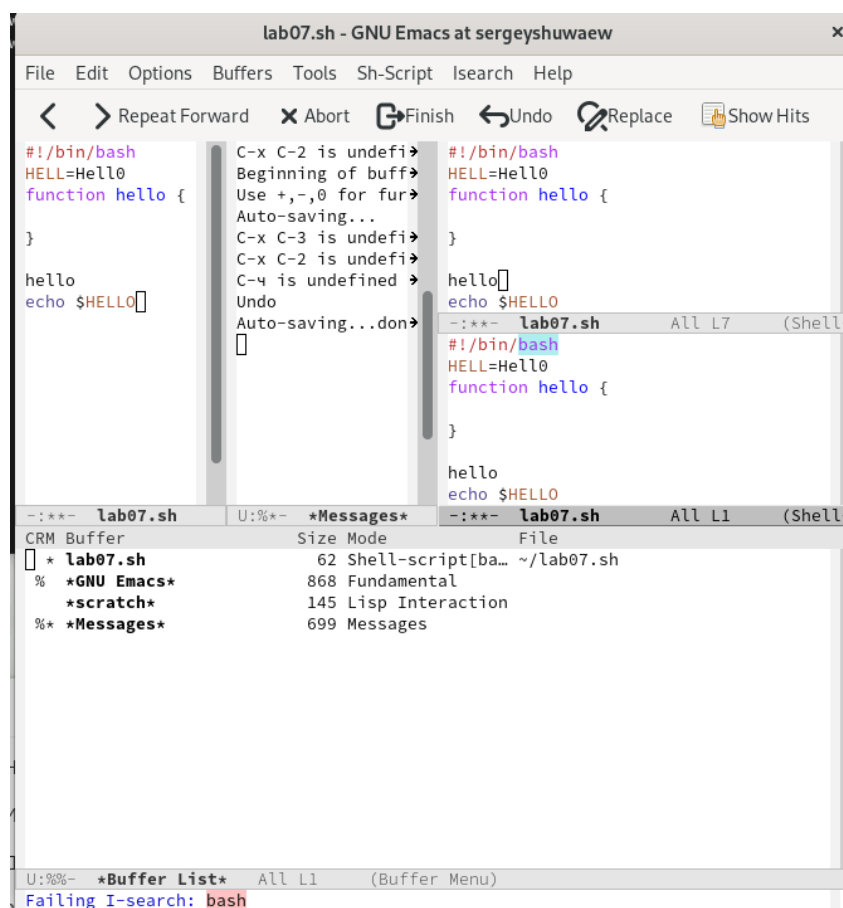 lab07.sh - GNU Emacs at sergeyshuwaew
File Edit Options Buffers Tools Sh-Script Isearch Help
Repeat Forward Abort Finish Undo Replace Show Hits
#!/bin/bash
HELL=Hell0
function hello {
}
hello
echo $HELLO
-:**- lab07.sh
C-x C-2 is undefi
Beginning of buff
Use +,-,0 for fur
Auto-saving...
C-x C-3 is undefi
C-x C-2 is undefi
C-ч is undefined
Undo
Auto-saving...don
U:%*- *Messages*
#!/bin/bash
HELL=Hell0
function hello {
}
hello
echo $HELLO
-:**- lab07.sh All L7 (Shell
#!/bin/bash
HELL=Hell0
function hello {
}
hello
echo $HELLO
-:**- lab07.sh All L1 (Shell
CRM Buffer Size Mode File
* lab07.sh 62 Shell-script[ba… ~/lab07.sh
% *GNU Emacs* 868 Fundamental
*scratch* 145 Lisp Interaction
%* *Messages* 699 Messages
U:%%- *Buffer List* All L1 (Buffer Menu)
Failing I-search: bash